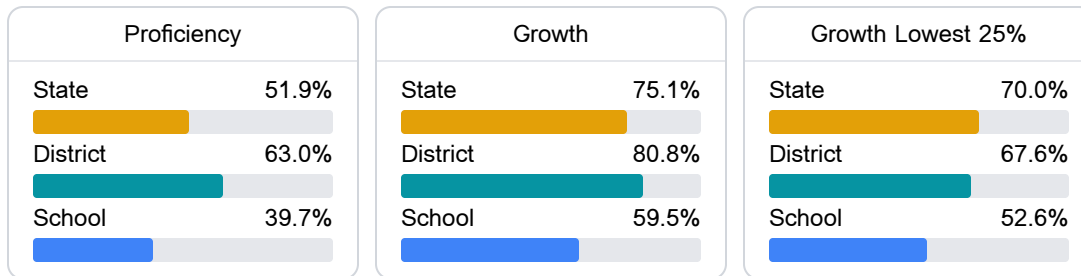 Proficiency
State 51.9%
District 63.0%
School 39.7%
Growth
State 75.1%
District 80.8%
School 59.5%
Growth Lowest 25%
State 70.0%
District 67.6%
School 52.6%